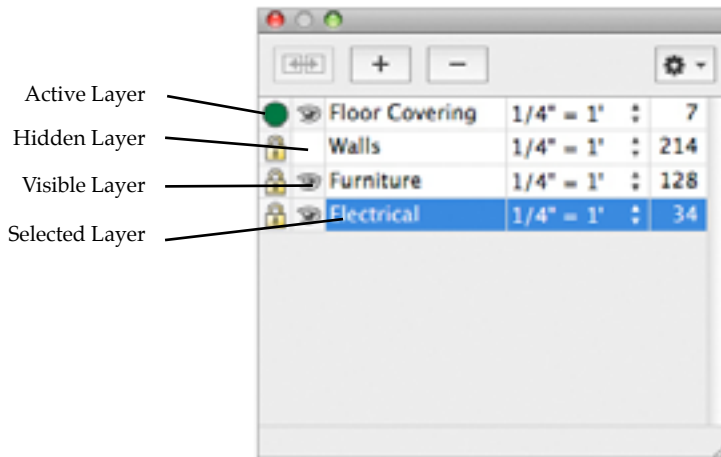 Active Layer
Hidden Layer
Visible Layer
Selected Layer
Floor Covering 1/4" = 1' 7
Walls 1/4" = 1' 214
Furniture 1/4" = 1' 128
Electrical 1/4" = 1' 34